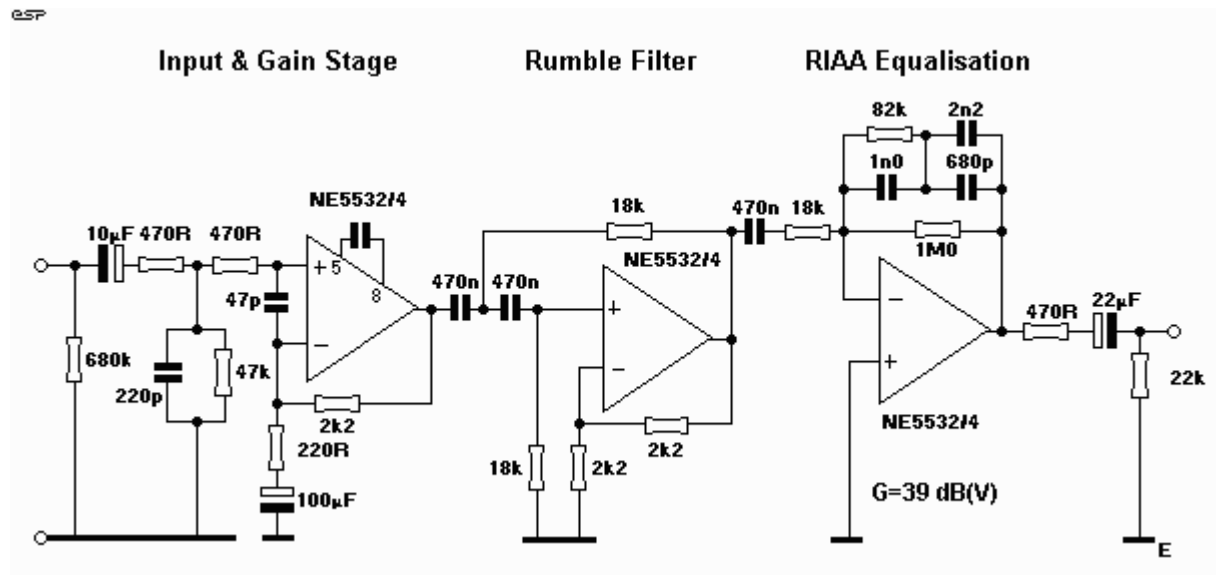 esp
Input & Gain Stage
Rumble Filter
RIAA Equalisation
82k
2n2
1n0
680p
NE5532/4
18k
470n
18k
10µF
470R
470R
1M0
NE5532/4
5
8
47p
470n
470n
22µF
470R
680k
47k
220p
2k2
220R
22k
NE5532/4
2k2
18k
2k2
100µF
G=39 dB(V)
E